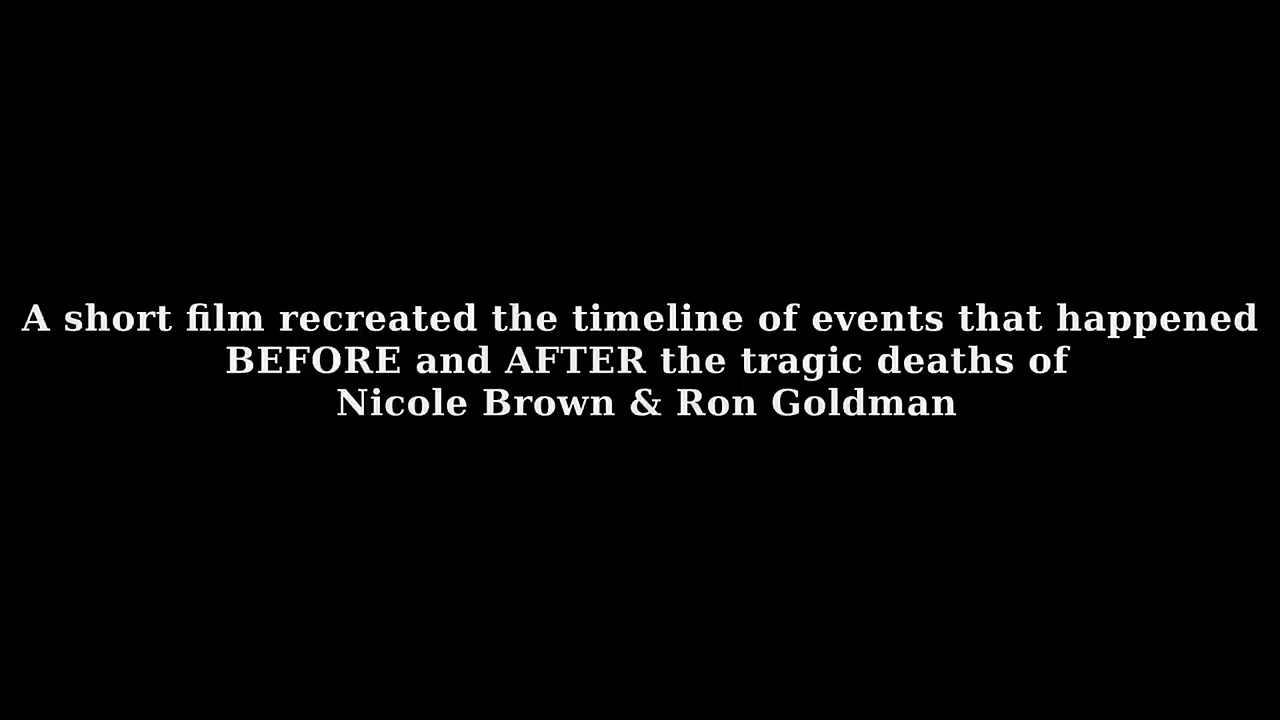 A short film recreated the timeline of events that happened
BEFORE and AFTER the tragic deaths of
Nicole Brown & Ron Goldman